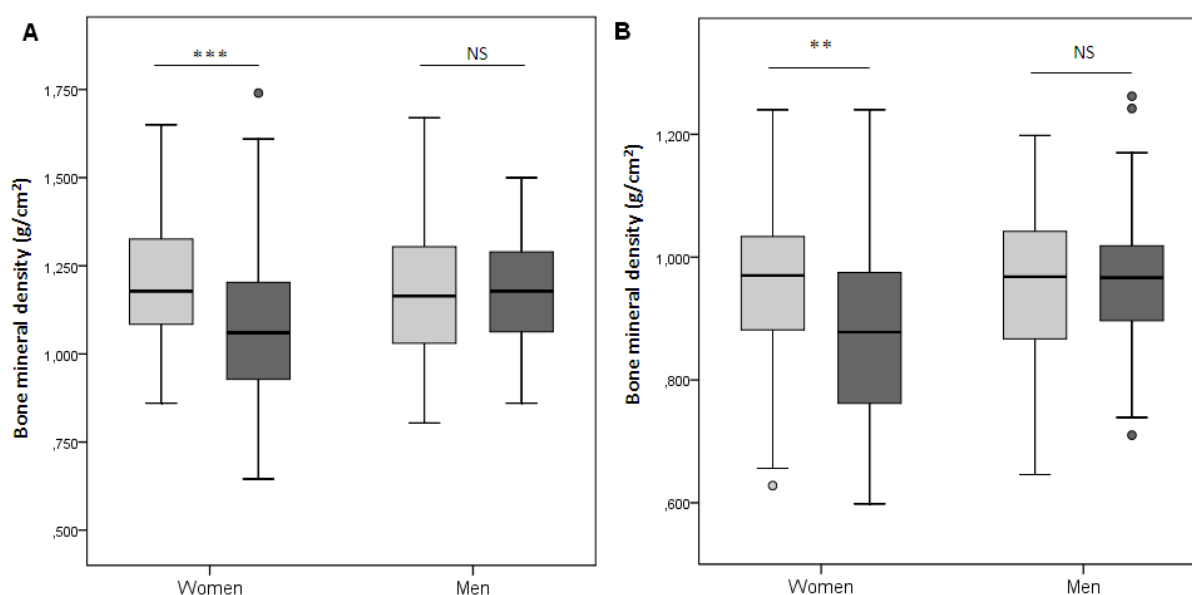 A
Bone mineral density (g/cm²)
1,750
1,500
1,250
1,000
,750
,500
***
NS
Women
Men
B
Bone mineral density (g/cm²)
1,200
1,000
,800
,600
**
NS
Women
Men